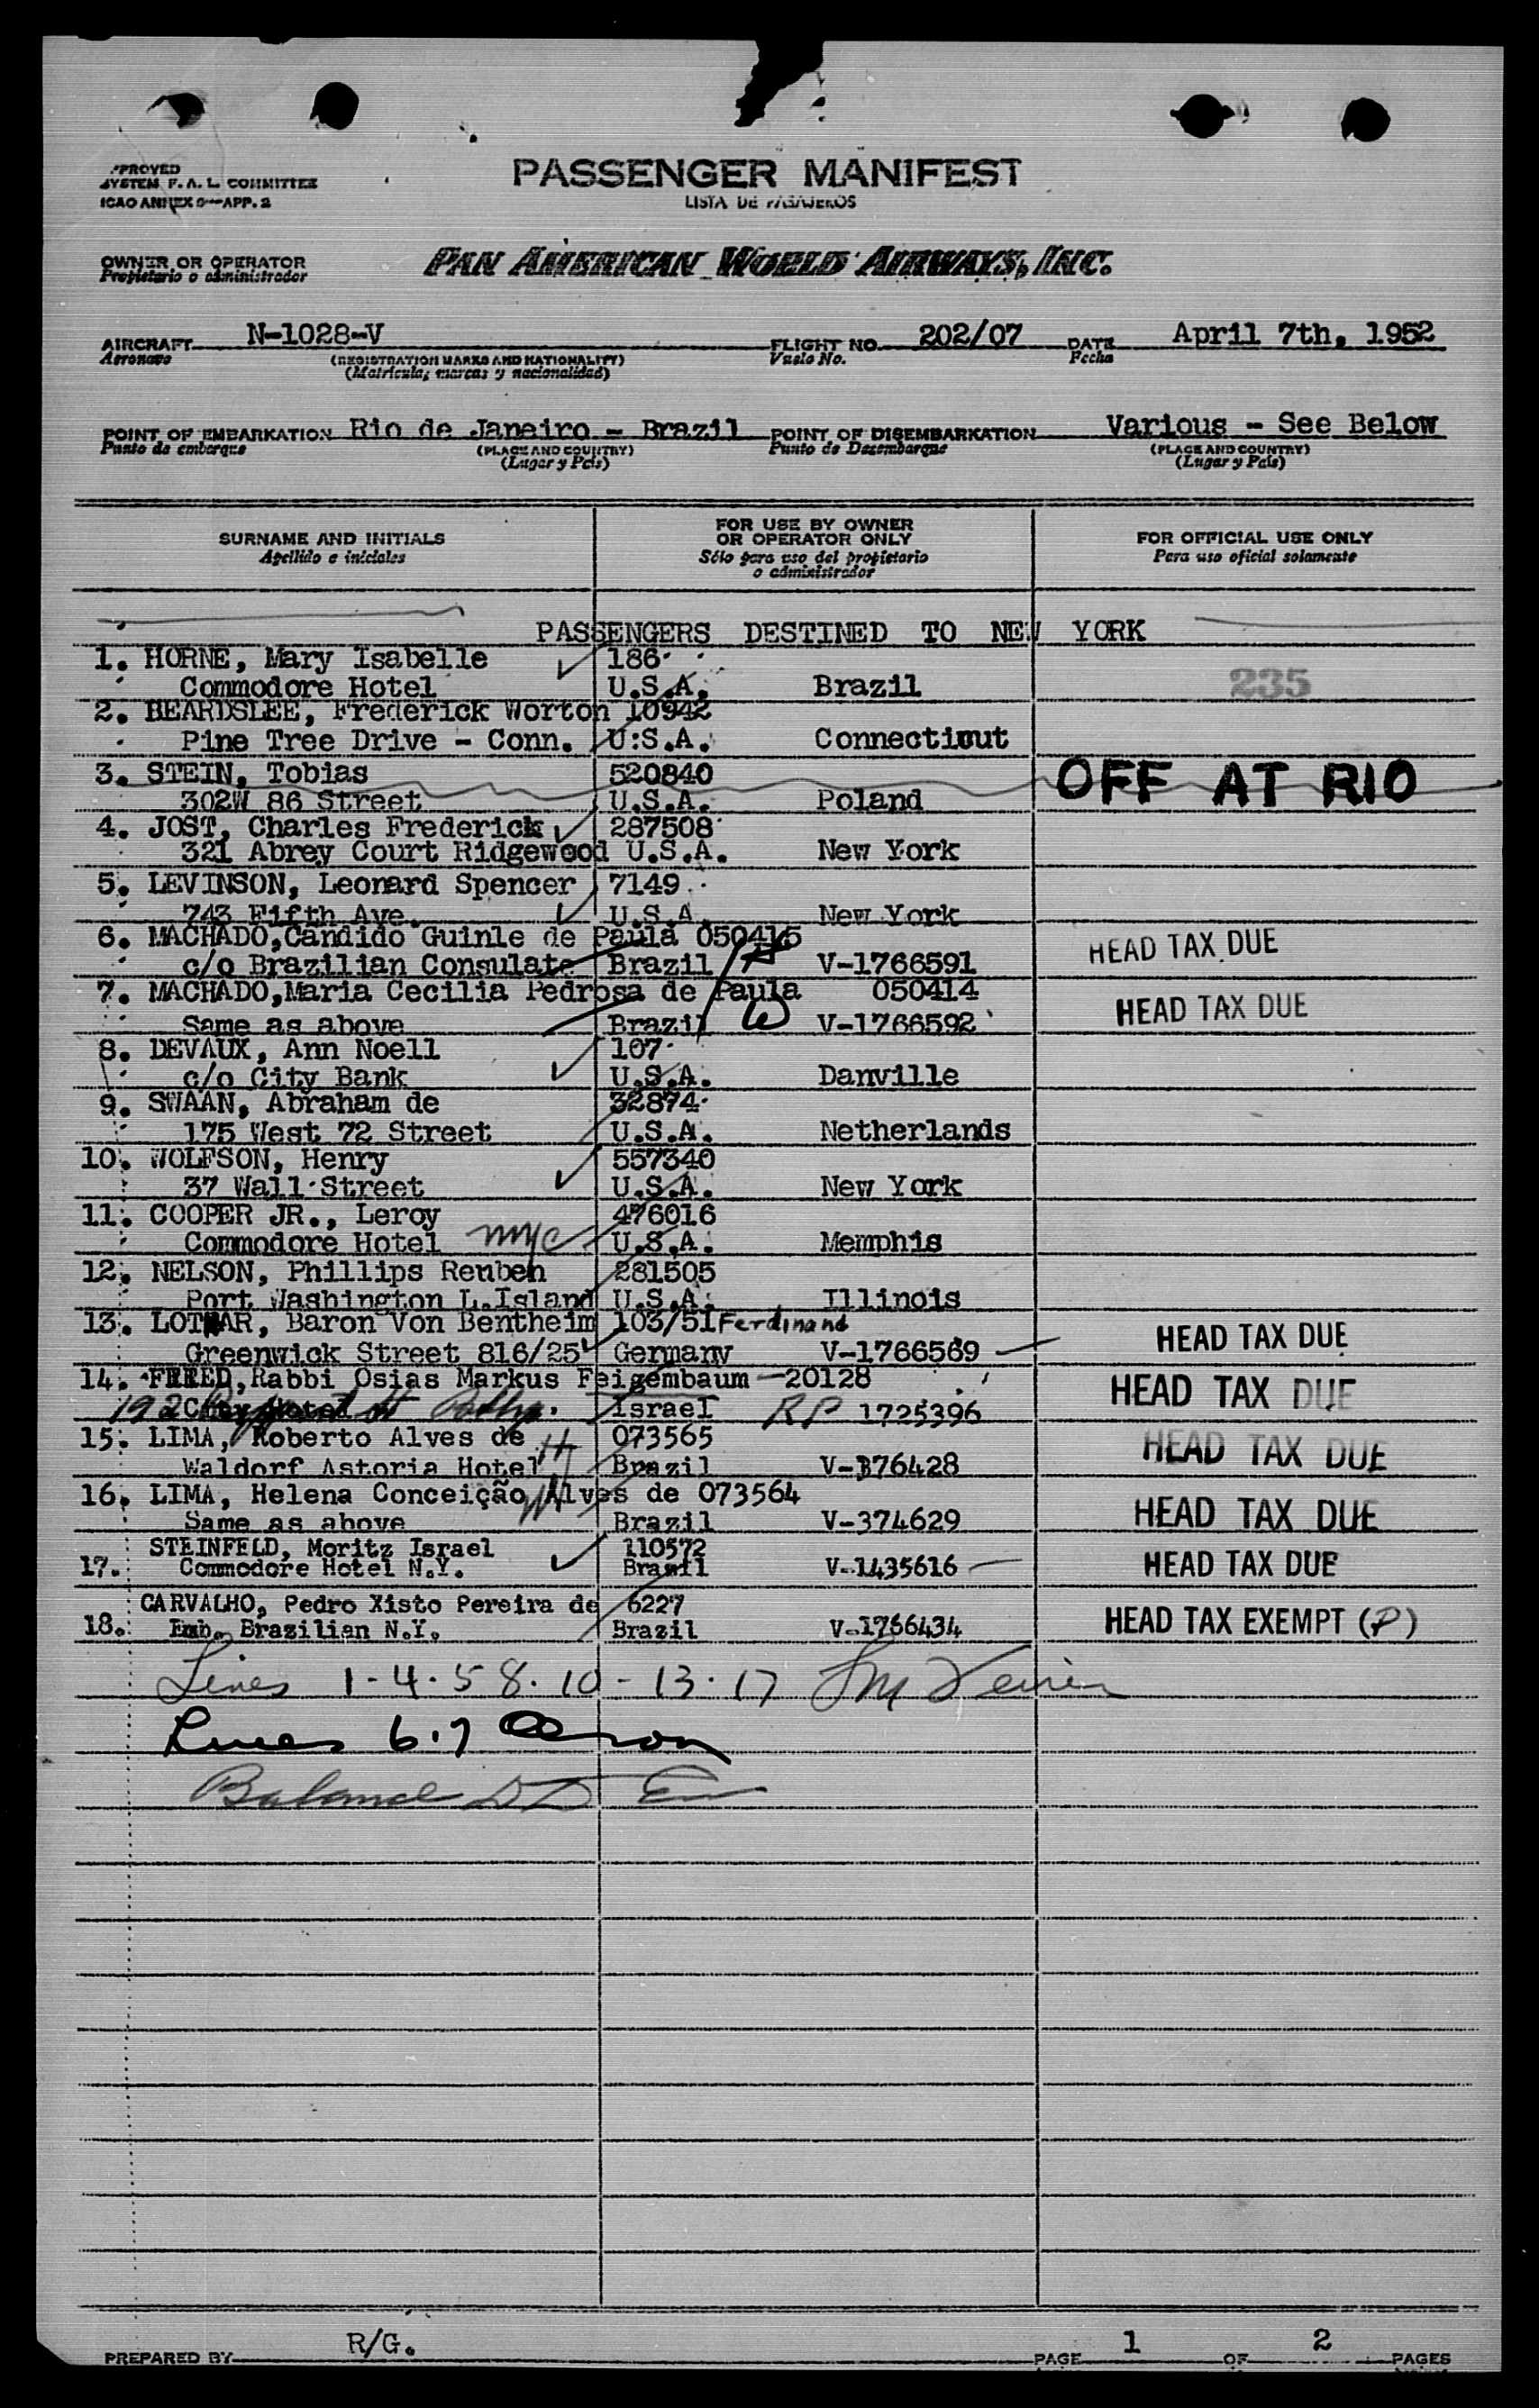 PROVED
SYSTEM F. A. L. COMMITTEE
ICAO ANNEX 9—APP. 2
PASSENGER MANIFEST
LISTA DE PASAJEROS
OWNER OR OPERATOR
Propietario o administrador
PAN AMERICAN WORLD AIRWAYS, INC.
AIRCRAFT N-1028-V FLIGHT NO. 202/07 DATE April 7th, 1952
Aeronave (REGISTRATION MARKS AND NATIONALITY) Vuelo No. Fecha
(Matricula, marcas y nacionalidad)
POINT OF EMBARKATION Rio de Janeiro - Brazil POINT OF DISEMBARKATION Various - See Below
Punto de embarque (PLACE AND COUNTRY) Punto de Desembarque (PLACE AND COUNTRY)
(Lugar y País) (Lugar y País)
SURNAME AND INITIALS FOR USE BY OWNER OR OPERATOR ONLY FOR OFFICIAL USE ONLY
Apellido e iniciales Sólo para uso del propietario o administrador Para uso oficial solamente
PASSENGERS DESTINED TO NEW YORK
1. HORNE, Mary Isabelle 186
Commodore Hotel U.S.A. Brazil 235
2. BEARDSLEE, Frederick Worton 10942
Pine Tree Drive - Conn. U.S.A. Connecticut
3. STEIN, Tobias 520840 OFF AT RIO
302W 86 Street U.S.A. Poland
4. JOST, Charles Frederick 287508
321 Abrey Court Ridgewood U.S.A. New York
5. LEVINSON, Leonard Spencer 7149
743 Fifth Ave. U.S.A. New York
6. MACHADO, Candido Guinle de Paula 050415 HEAD TAX DUE
c/o Brazilian Consulate Brazil V-1766591
7. MACHADO, Maria Cecilia Pedrosa de Paula 050414 HEAD TAX DUE
Same as above Brazil V-1766592
8. DEVAUX, Ann Noell 107
c/o City Bank U.S.A. Danville
9. SWAAN, Abraham de 32874
175 West 72 Street U.S.A. Netherlands
10. WOLFSON, Henry 557340
37 Wall Street U.S.A. New York
11. COOPER JR., Leroy 476016
Commodore Hotel nyc U.S.A. Memphis
12. NELSON, Phillips Reuben 281505
Port Washington L.Island U.S.A. Illinois
13. LOTHAR, Baron Von Bentheim 103/51 Ferdinand HEAD TAX DUE
Greenwick Street 816/25 Germany V-1766569
14. FRIED, Rabbi Osias Markus Feigembaum 20128 HEAD TAX DUE
192 Israel RP 1725396
15. LIMA, Roberto Alves de 073565 HEAD TAX DUE
Waldorf Astoria Hotel Brazil V-376428
16. LIMA, Helena Conceição Alves de 073564 HEAD TAX DUE
Same as above Brazil V-374629
STEINFELD, Moritz Israel 110572
17. Commodore Hotel N.Y. Brazil V-1435616 HEAD TAX DUE
CARVALHO, Pedro Xisto Pereira de 6227
18. Emb. Brazilian N.Y. Brazil V-1766434 HEAD TAX EXEMPT (P)
Lines 1-4-5 8. 10 - 13. 17
Lines 6.7
Balance
PREPARED BY R/G. PAGE 1 OF 2 PAGES